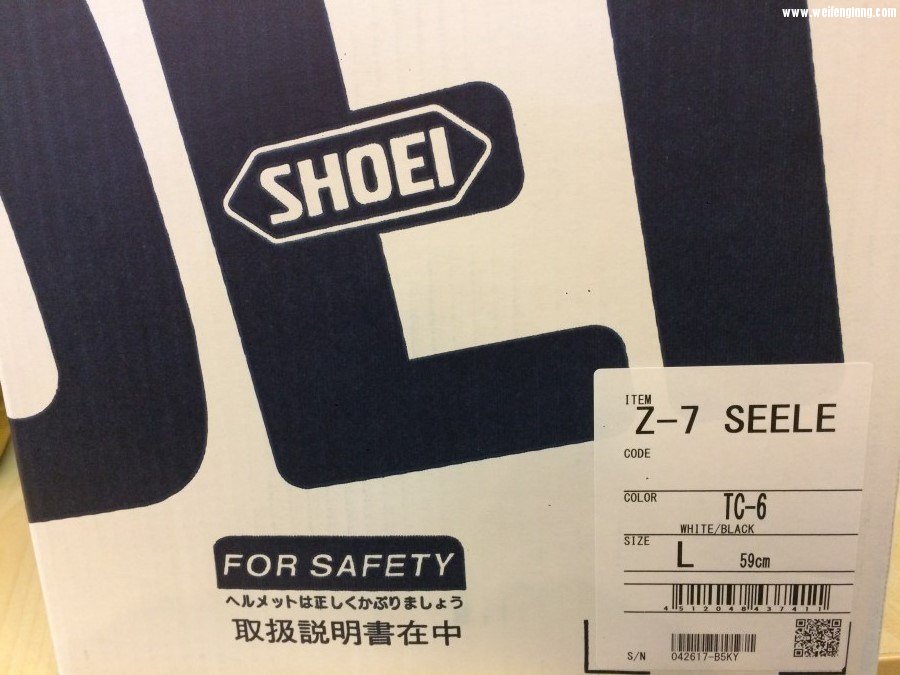 www.weifengtang.com
SHOEI
ITEM
Z-7 SEELE
CODE
COLOR
TC-6
WHITE/BLACK
SIZE
L 59cm
4512048437411
S/N 042617-B5KY
FOR SAFETY
ヘルメットは正しくかぶりましょう
取扱説明書在中